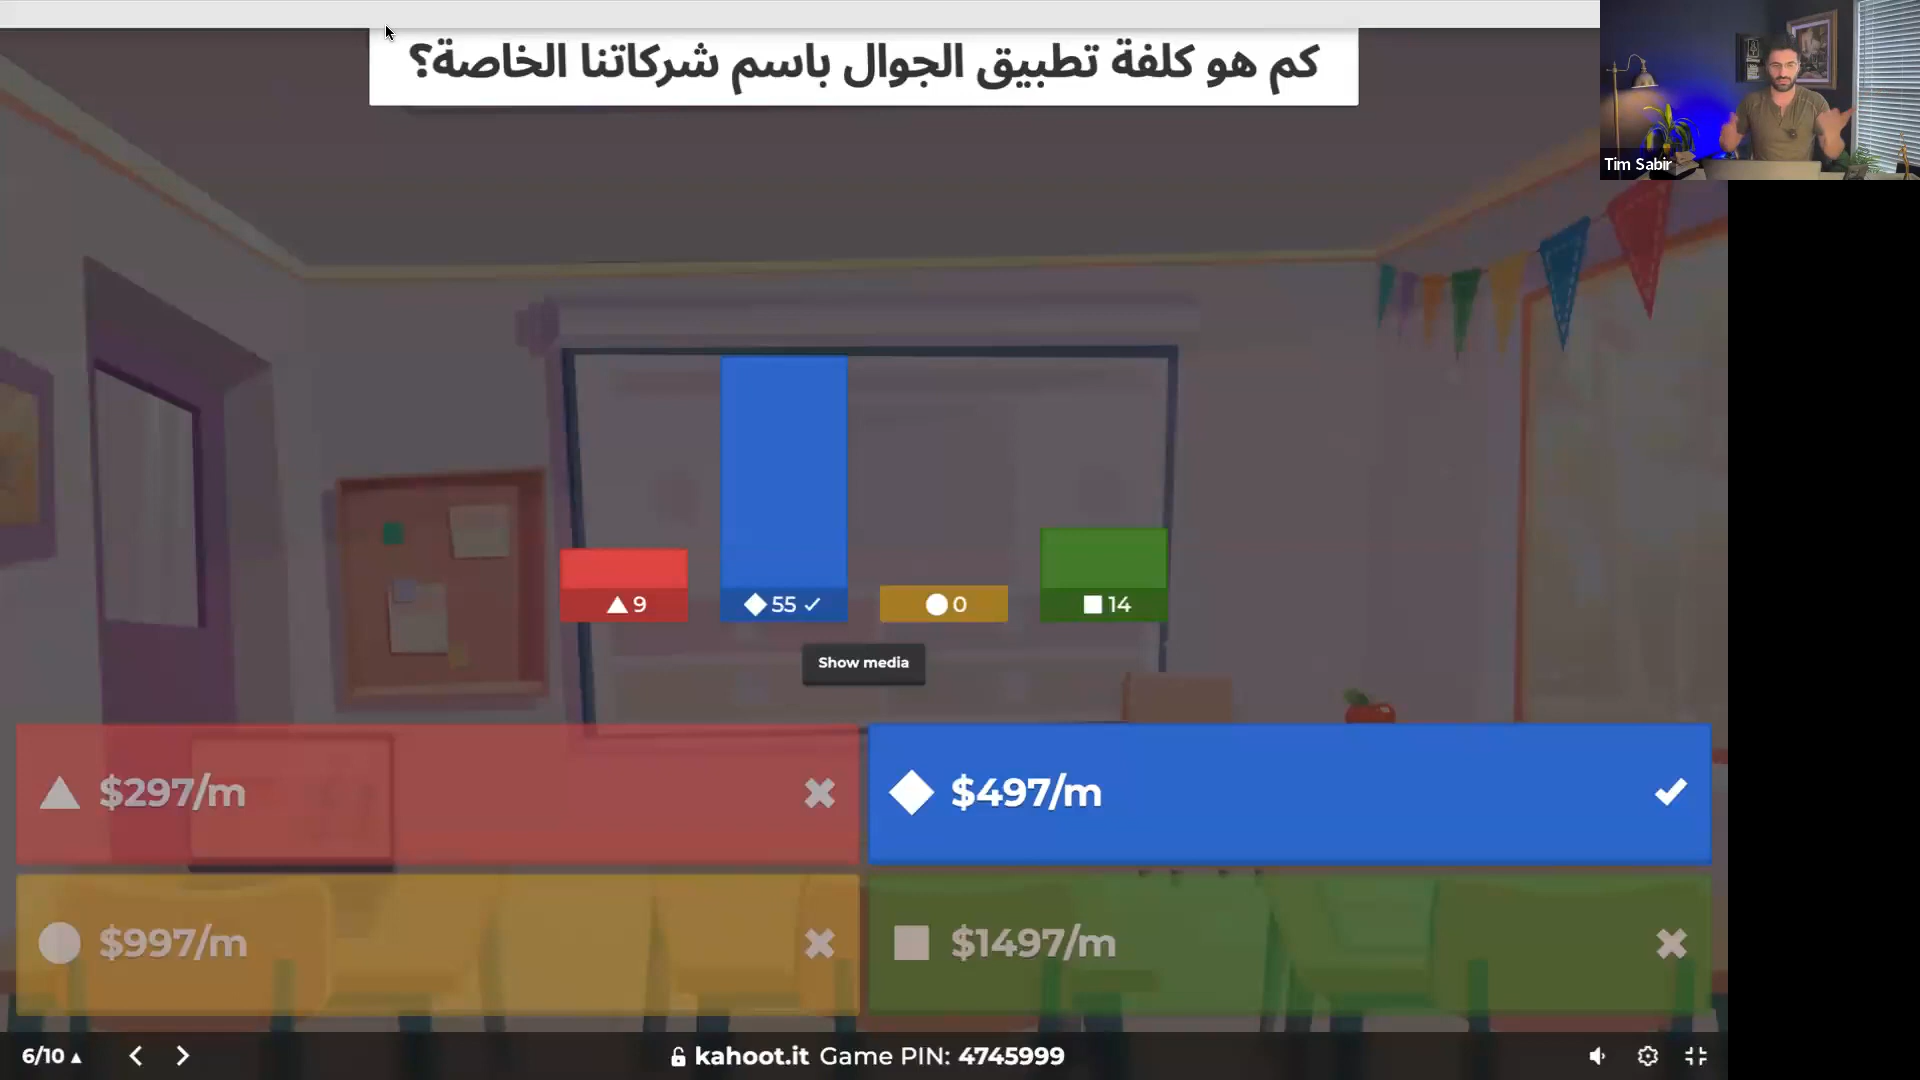 كم هو كلفة تطبيق الجوال باسم شركاتنا الخاصة؟
Tim Sabir
9
55
0
14
Show media
$297/m
$497/m
$997/m
$1497/m
6/10
kahoot.it Game PIN: 4745999